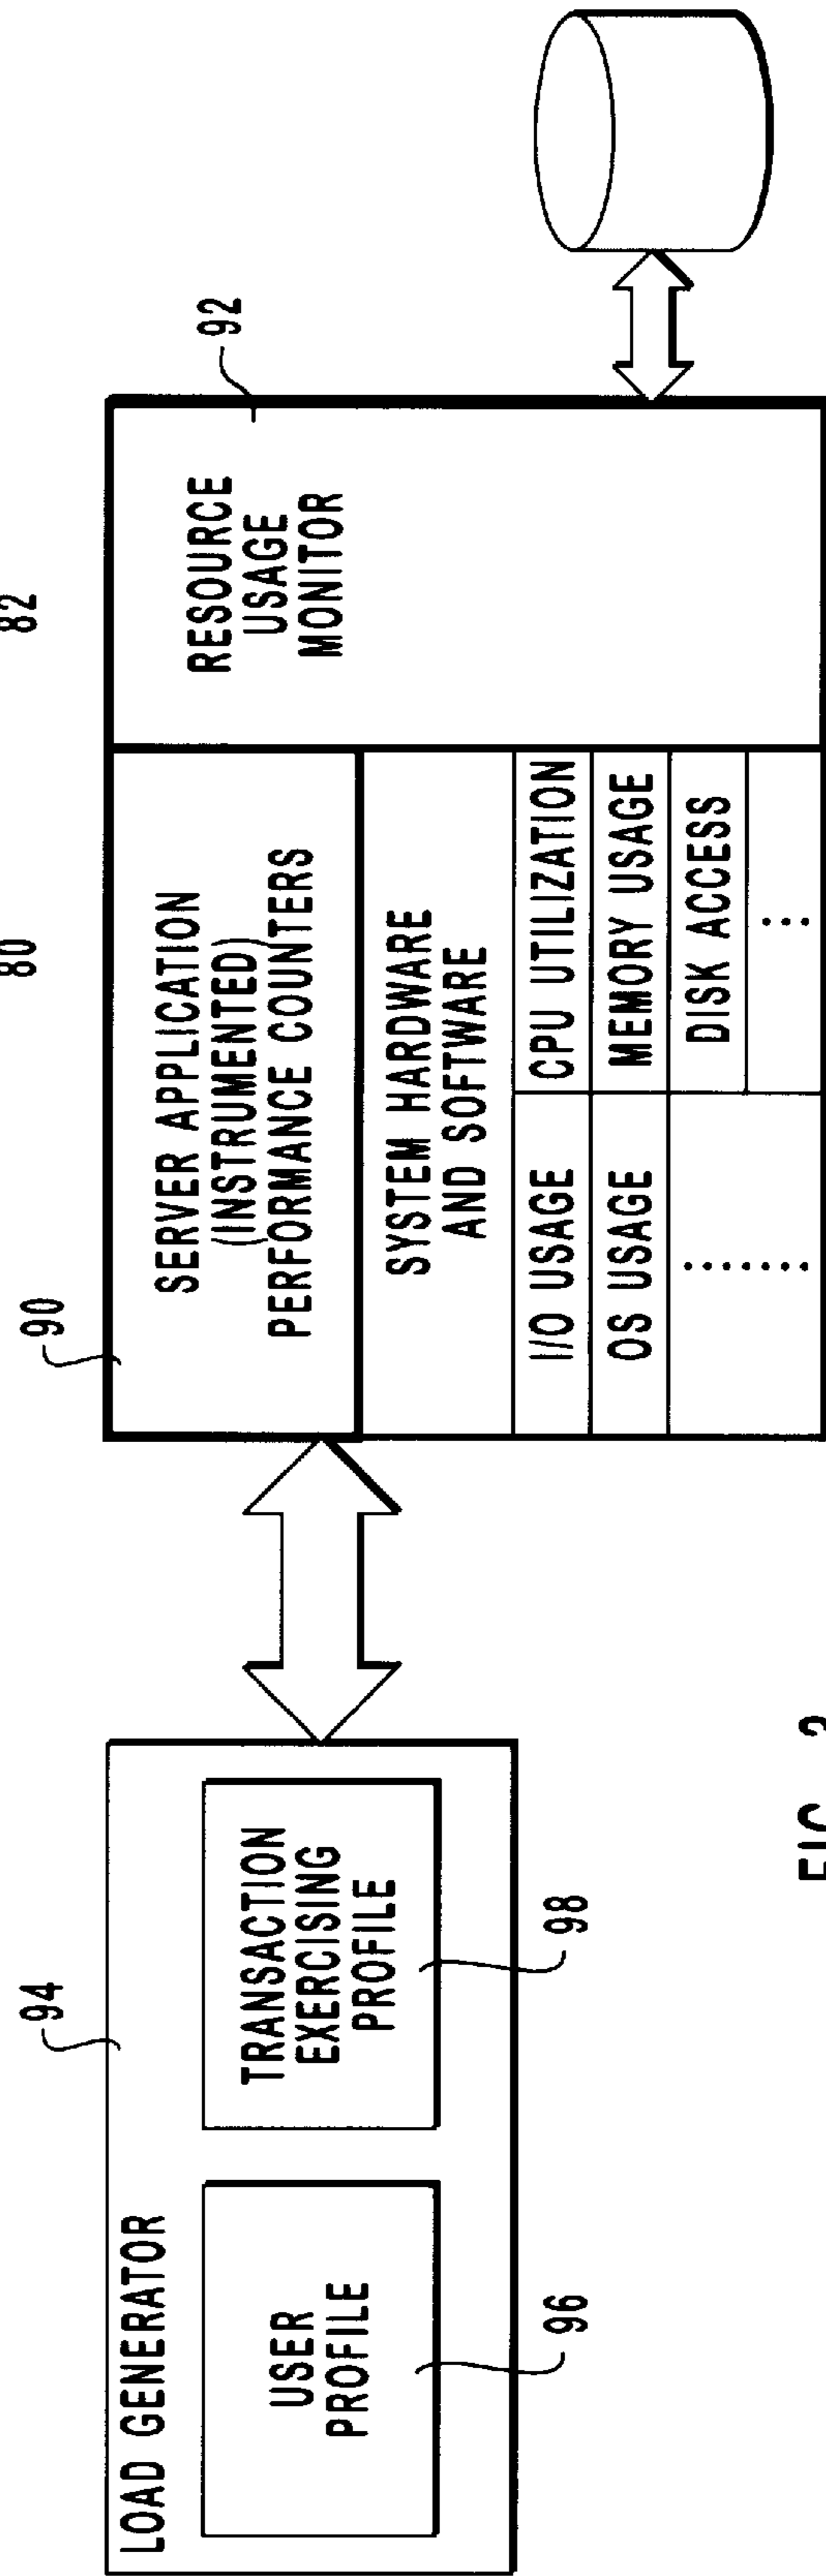 80
82
94
LOAD GENERATOR
USER
PROFILE
96
TRANSACTION
EXERCISING
PROFILE
98
90
SERVER APPLICATION
(INSTRUMENTED)
PERFORMANCE COUNTERS
SYSTEM HARDWARE
AND SOFTWARE
I/O USAGE
CPU UTILIZATION
OS USAGE
MEMORY USAGE
DISK ACCESS
.......
...
RESOURCE
USAGE
MONITOR
92